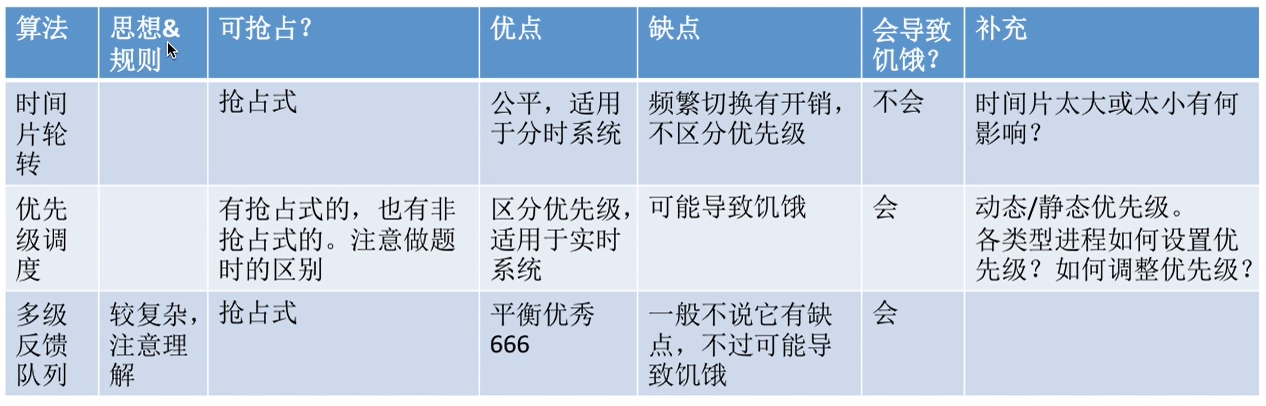 算法
思想&
规则
可抢占？
优点
缺点
会导致
饥饿？
补充
时间
片轮
转
抢占式
公平，适用
于分时系统
频繁切换有开销，
不区分优先级
不会
时间片太大或太小有何
影响？
优先
级调
度
有抢占式的，也有非
抢占式的。注意做题
时的区别
区分优先级，
适用于实时
系统
可能导致饥饿
会
动态/静态优先级。
各类型进程如何设置优
先级？如何调整优先级？
多级
反馈
队列
较复杂，
注意理
解
抢占式
平衡优秀
666
一般不说它有缺
点，不过可能导
致饥饿
会